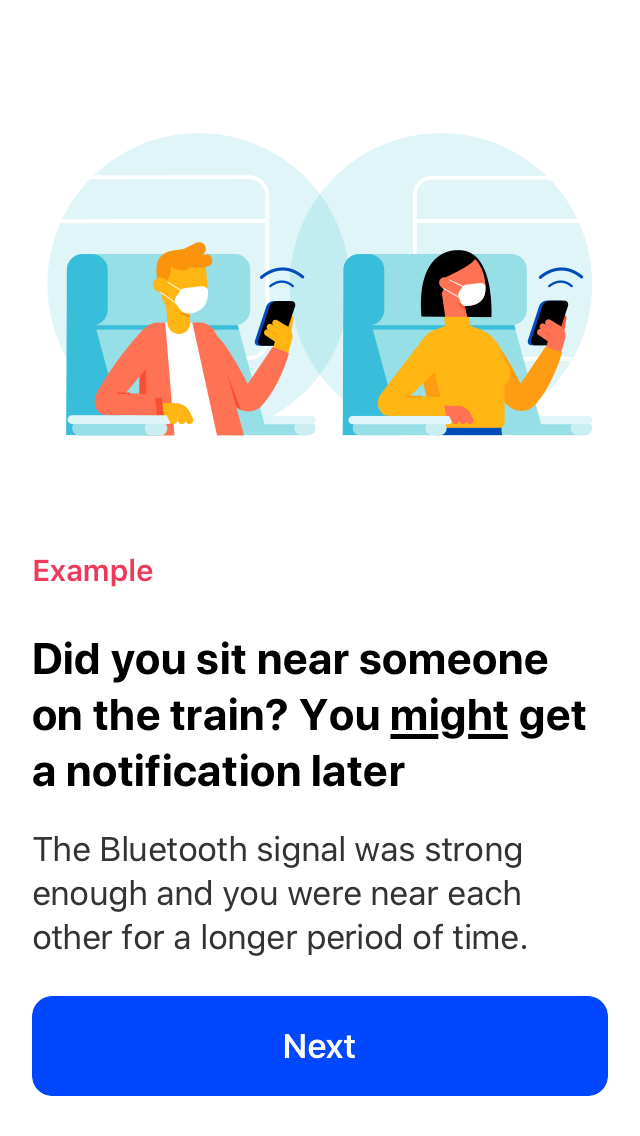 Example
Did you sit near someone
on the train? You might get
a notification later
The Bluetooth signal was strong
enough and you were near each
other for a longer period of time.
Next